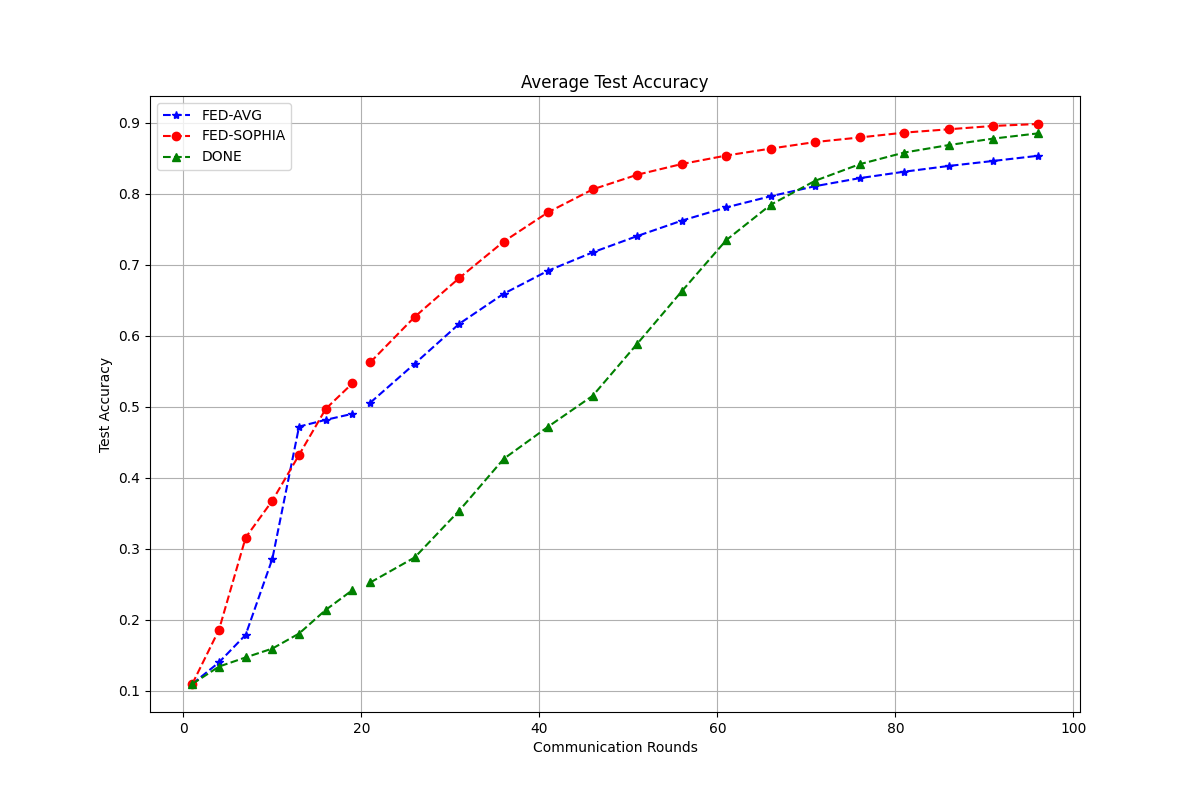 Average Test Accuracy
FED-AVG
FED-SOPHIA
DONE
Test Accuracy
0.9
0.8
0.7
0.6
0.5
0.4
0.3
0.2
0.1
0 20 40 60 80 100
Communication Rounds